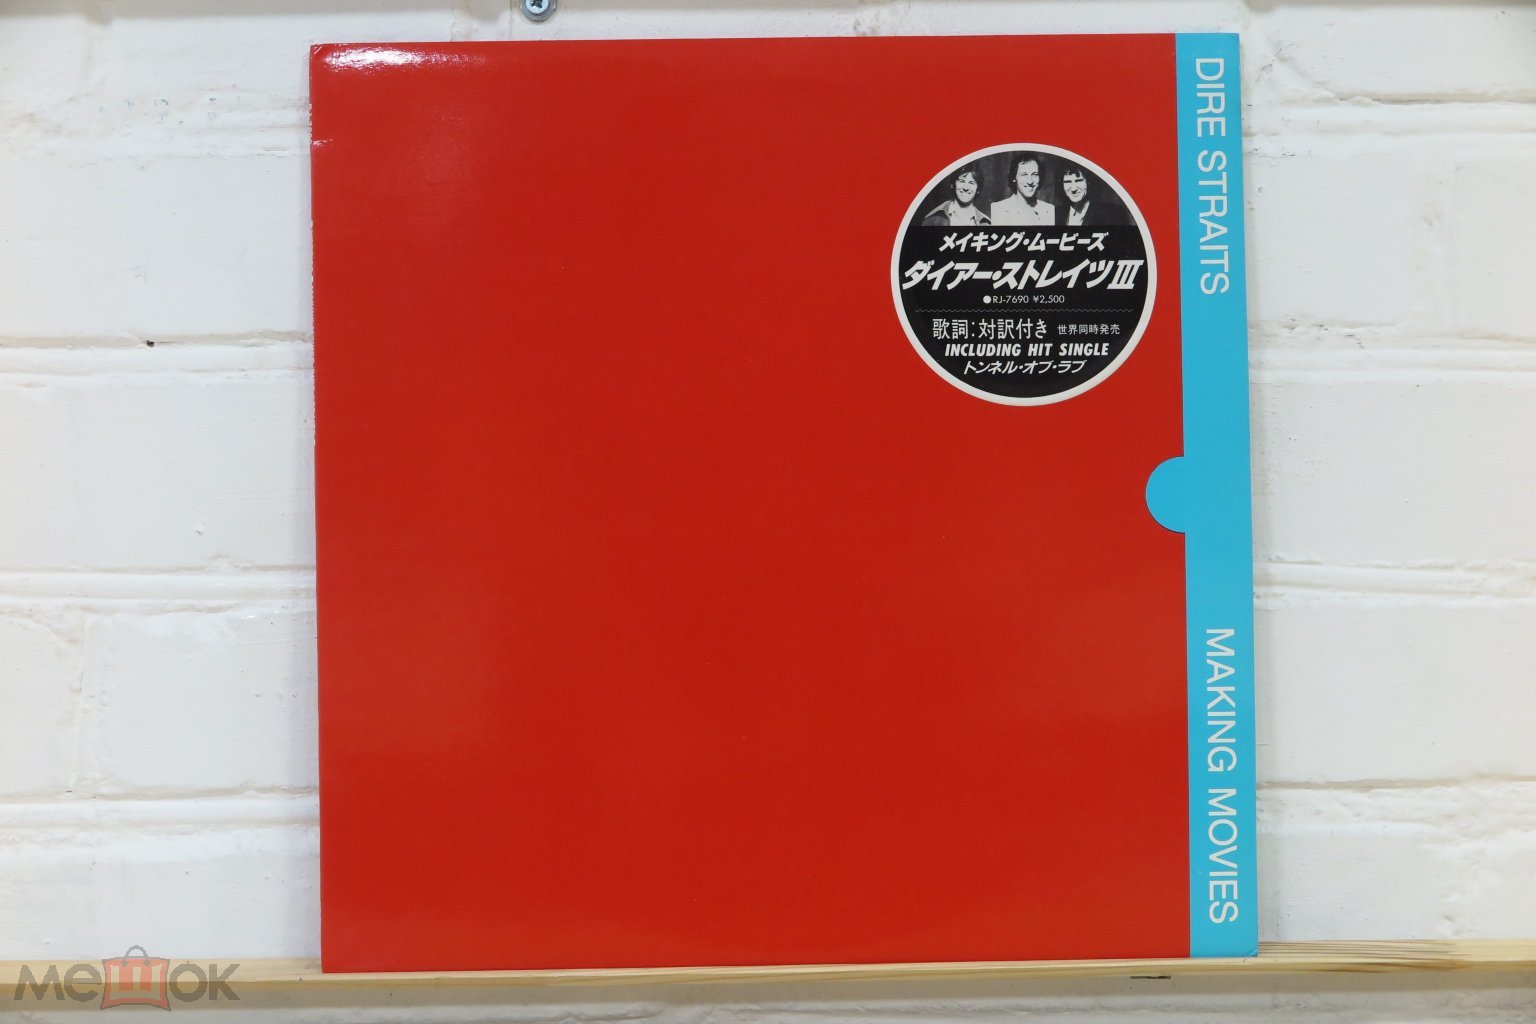 DIRE STRAITS
MAKING MOVIES
メイキング・ムービーズ
ダイアー・ストレイツIII
●RJ-7690 ¥2,500
歌詞:対訳付き 世界同時発売
INCLUDING HIT SINGLE
トンネル・オブ・ラブ
мешок